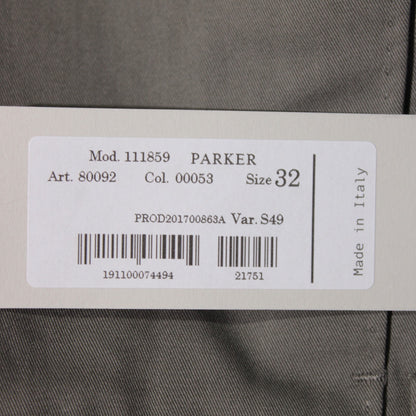 Mod. 111859 PARKER
Art. 80092 Col. 00053 Size 32
PROD201700863A Var. S49
191100074494 21751
Made in Italy